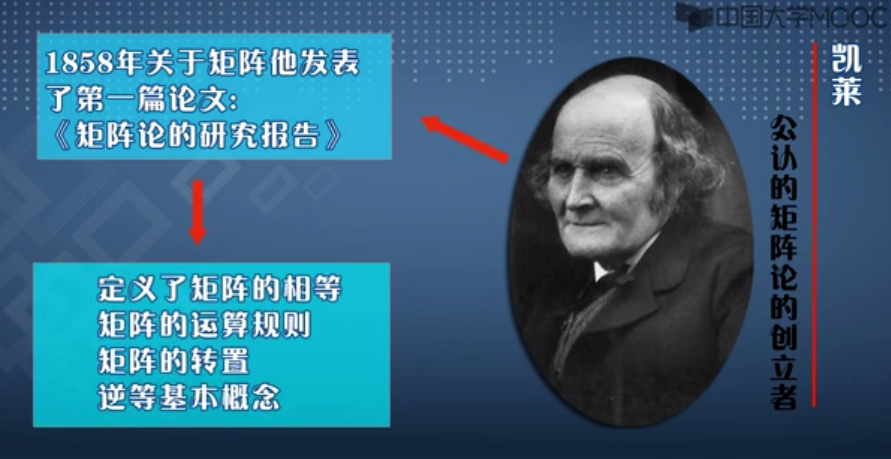 中国大学MOOC
1858年关于矩阵他发表
了第一篇论文:
《矩阵论的研究报告》
定义了矩阵的相等
矩阵的运算规则
矩阵的转置
逆等基本概念
凯莱
公认的矩阵论的创立者